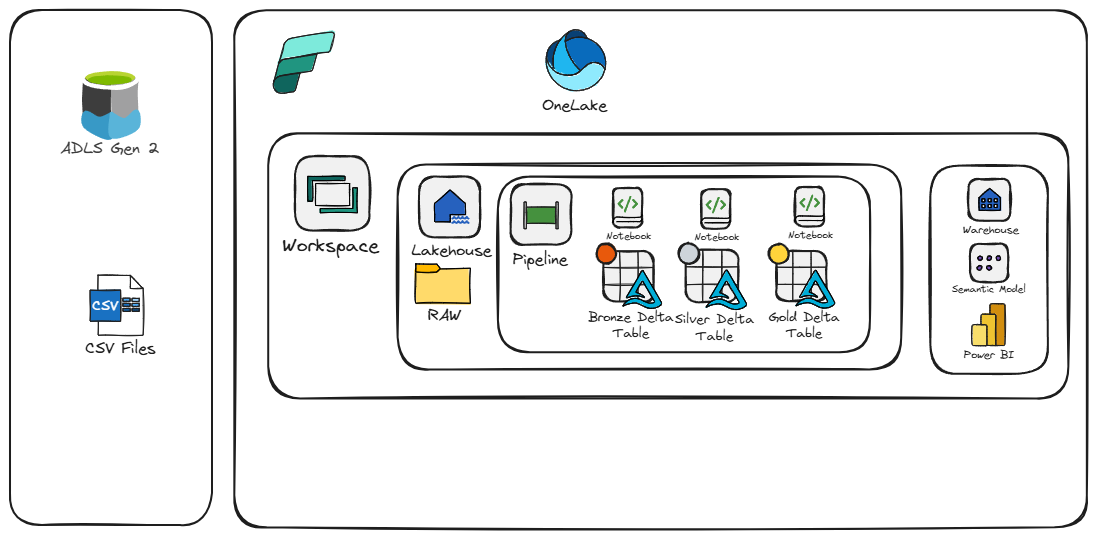 ADLS Gen 2
CSV
CSV Files
OneLake
Workspace
Lakehouse
RAW
Pipeline
Notebook
Notebook
Notebook
Bronze Delta
Table
Silver Delta
Table
Gold Delta
Table
Warehouse
Semantic Model
Power BI